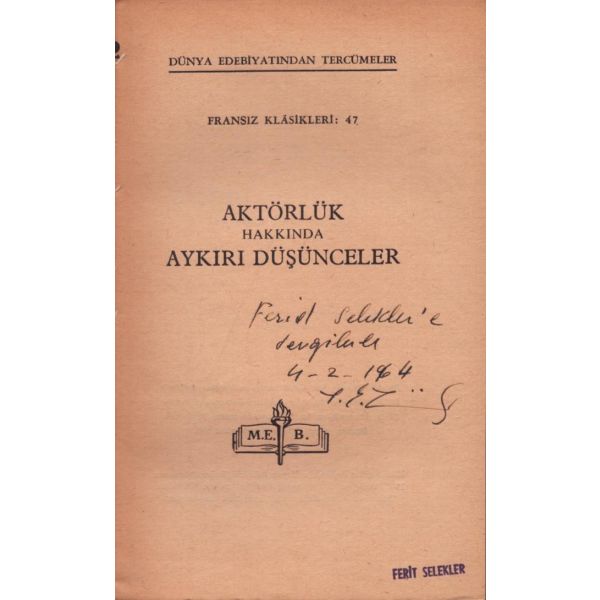 DÜNYA EDEBİYATINDAN TERCÜMELER
FRANSIZ KLÂSİKLERİ: 47
AKTÖRLÜK
HAKKINDA
AYKIRI DÜŞÜNCELER
Ferid Selekler'e
sevgilerle
4-2-1964
M.E. B.
FERİT SELEKLER